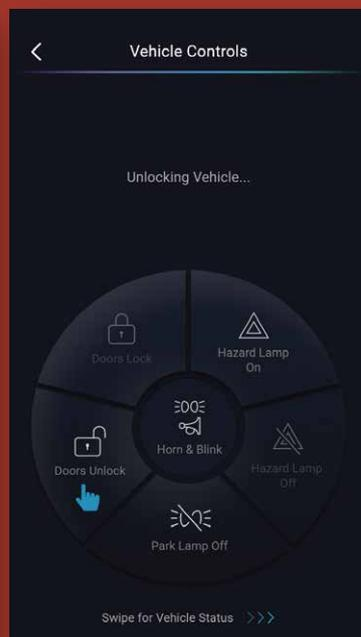 Vehicle Controls
Unlocking Vehicle...
Doors Lock
Hazard Lamp
On
Horn & Blink
Doors Unlock
Hazard Lamp
Off
Park Lamp Off
Swipe for Vehicle Status >>>